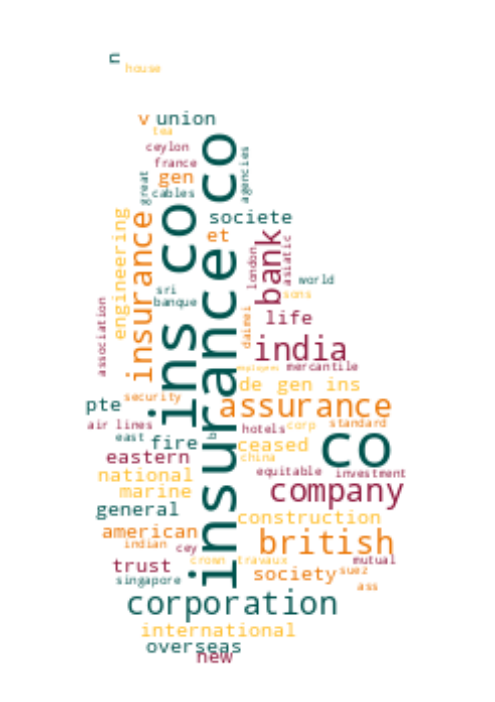 n
house
v union
tea
ceylon
france
gen
great
cables
agencies
co
insurance co
ins co
societe
et
engineering
insurance
bank
london
asiatic
world
sons
sri
banque
association
daimei
life
india
mercantile
employees
de gen ins
security
pte
assurance
air lines
hotels
corp
standard
east
fire
b
ceased
co
china
eastern
equitable
investment
national
marine
company
general
construction
american
british
indian
cey
crown
travaux
mutual
trust
singapore
society
suez
ass
corporation
international
overseas
new